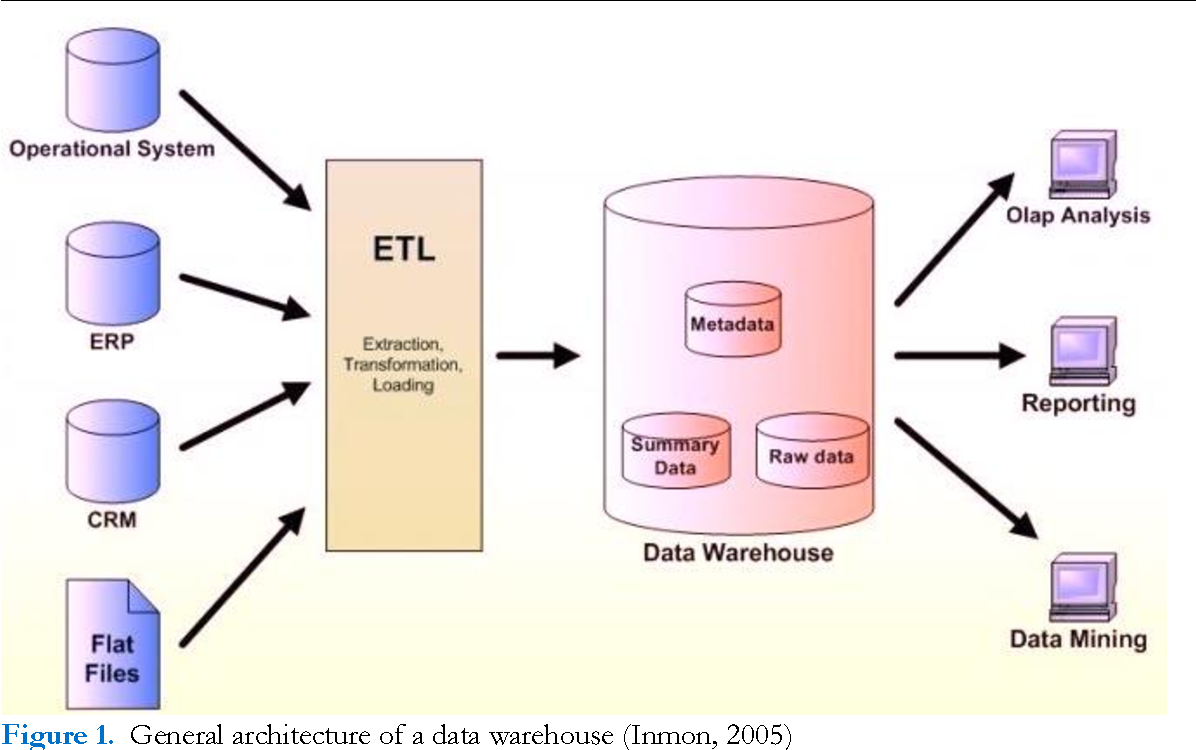 Operational System
ERP
CRM
Flat
Files
ETL
Extraction,
Transformation,
Loading
Metadata
Summary
Data
Raw data
Data Warehouse
Olap Analysis
Reporting
Data Mining
Figure 1. General architecture of a data warehouse (Inmon, 2005)